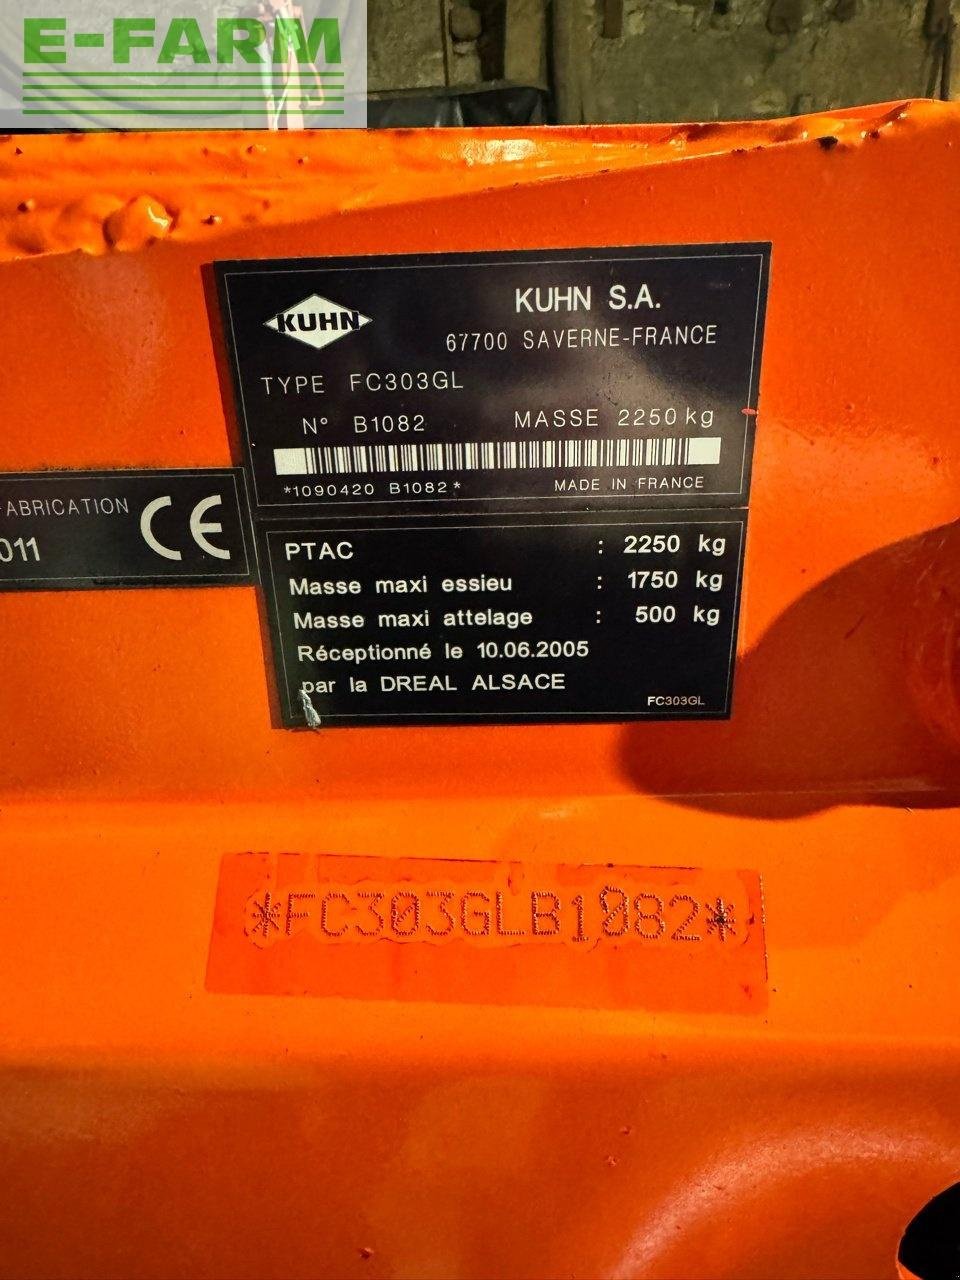 E-FARM
KUHN
KUHN S.A.
67700 SAVERNE-FRANCE
TYPE FC303GL
N° B1082 MASSE 2250 kg
*1090420 B1082*
MADE IN FRANCE
ABRICATION
011
CE
PTAC : 2250 kg
Masse maxi essieu : 1750 kg
Masse maxi attelage : 500 kg
Réceptionné le 10.06.2005
par la DREAL ALSACE
FC303GL
*FC303GLB1082*